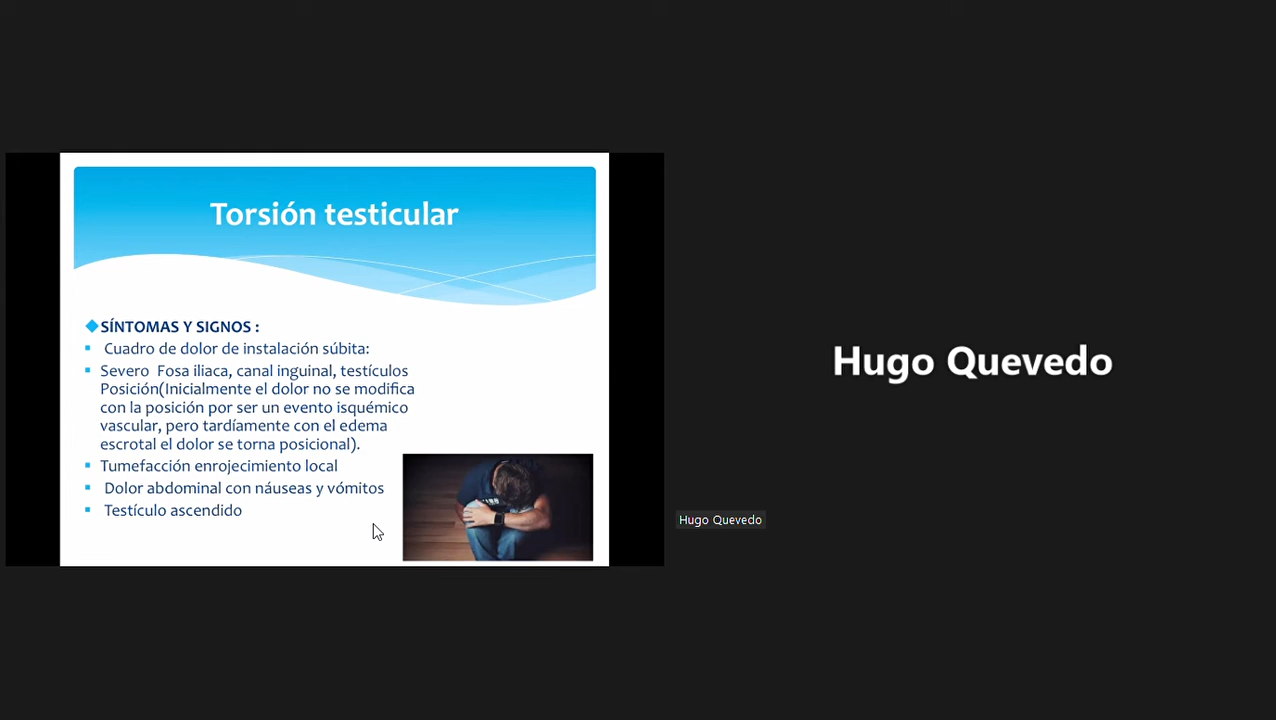 Torsión testicular
SÍNTOMAS Y SIGNOS :
Cuadro de dolor de instalación súbita:
Severo Fosa iliaca, canal inguinal, testículos
Posición(Inicialmente el dolor no se modifica
con la posición por ser un evento isquémico
vascular, pero tardíamente con el edema
escrotal el dolor se torna posicional).
Tumefacción enrojecimiento local
Dolor abdominal con náuseas y vómitos
Testículo ascendido
Hugo Quevedo
Hugo Quevedo